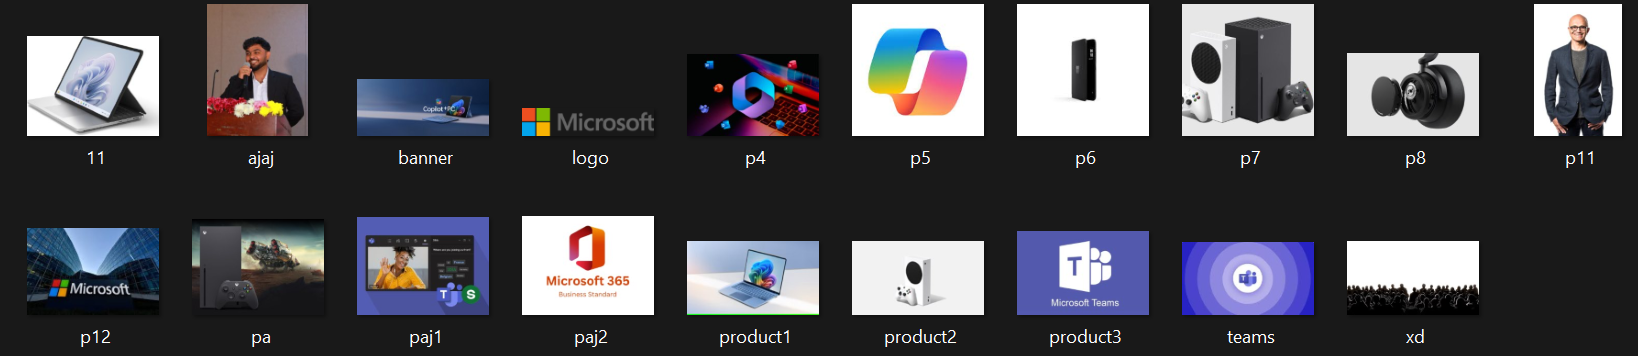 Copilot+PC
Microsoft
11
ajaj
banner
logo
p4
p5
p6
p7
p8
p11
Microsoft
Microsoft 365
Business Standard
Microsoft Teams
p12
pa
paj1
paj2
product1
product2
product3
teams
xd